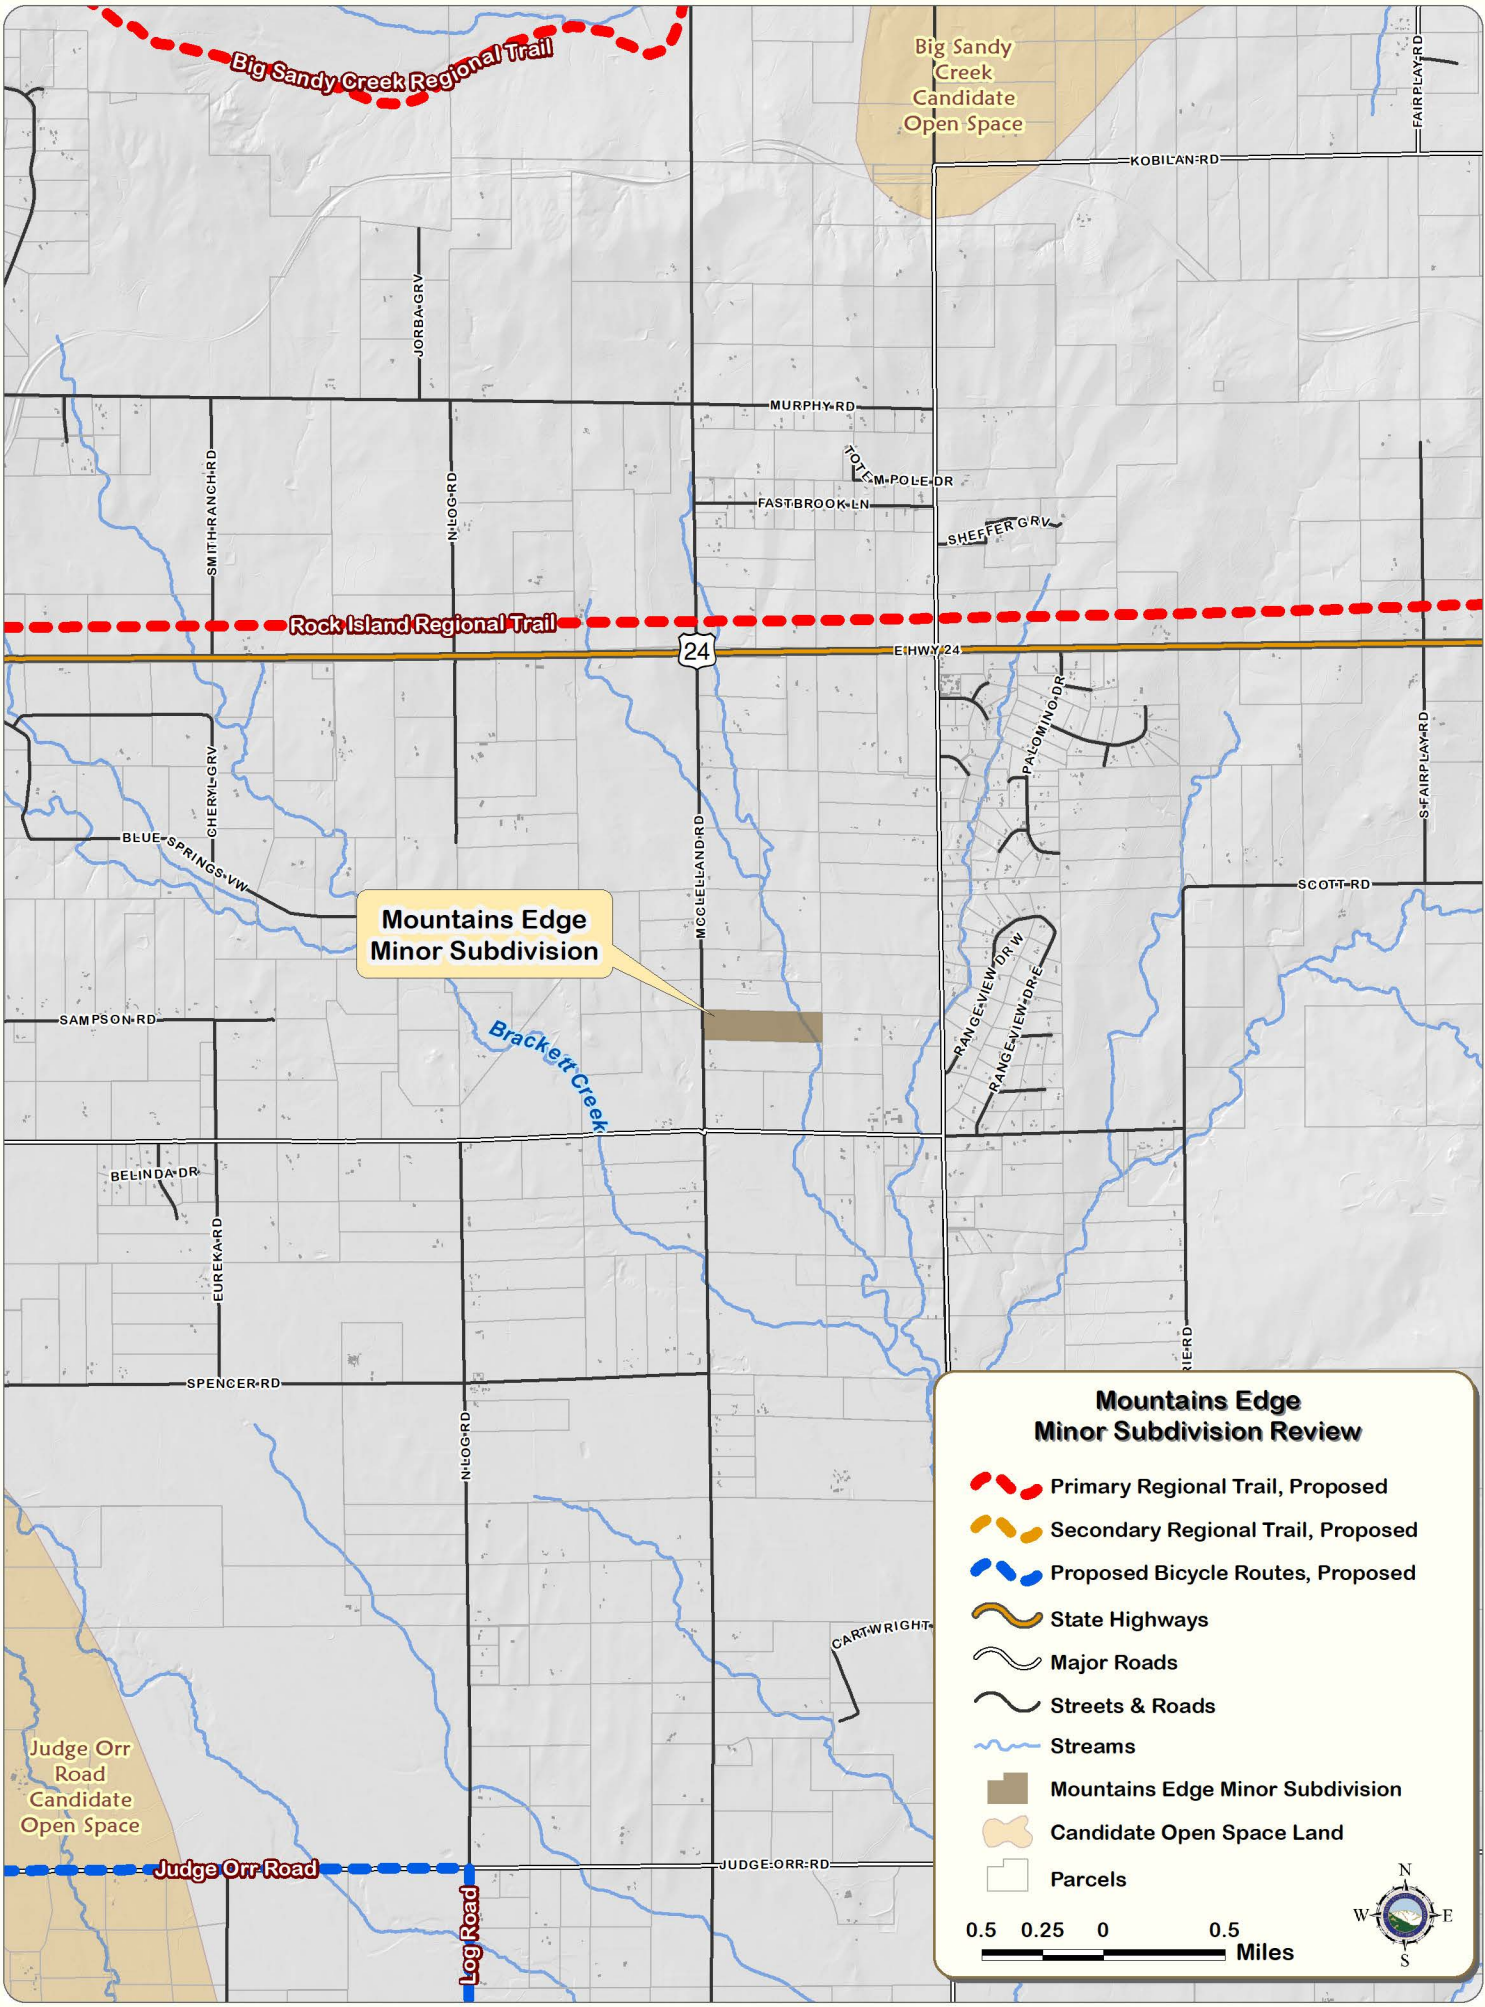 Big Sandy Creek Regional Trail
Big Sandy
Creek
Candidate
Open Space
FAIRPLAY RD
KOBILAN RD
JORBA GRV
MURPHY RD
TOTEM POLE DR
FASTBROOK LN
SHEFFER GRV
SMITH RANCH RD
N LOG RD
Rock Island Regional Trail
24
E HWY 24
PALOMINO DR
S FAIRPLAY RD
CHERYL GRV
BLUE SPRINGS VW
MCCLELLAND RD
SCOTT RD
Mountains Edge
Minor Subdivision
RANGE VIEW DR W
RANGE VIEW DR E
SAMPSON RD
Brackett Creek
BELINDA DR
EUREKA RD
RIE RD
SPENCER RD
N LOG RD
CARTWRIGHT
Judge Orr
Road
Candidate
Open Space
Judge Orr Road
JUDGE ORR RD
Log Road
Mountains Edge
Minor Subdivision Review
Primary Regional Trail, Proposed
Secondary Regional Trail, Proposed
Proposed Bicycle Routes, Proposed
State Highways
Major Roads
Streets & Roads
Streams
Mountains Edge Minor Subdivision
Candidate Open Space Land
Parcels
N
W E
S
0.5 0.25 0 0.5
Miles